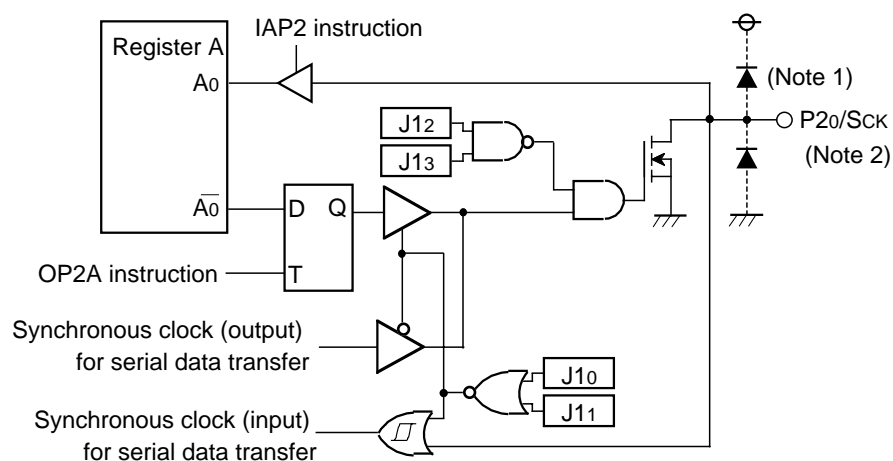 IAP2 instruction
Register A
A0
(Note 1)
J12
P20/SCK
J13
(Note 2)
A0
D
Q
T
OP2A instruction
Synchronous clock (output)
for serial data transfer
J10
J11
Synchronous clock (input)
for serial data transfer